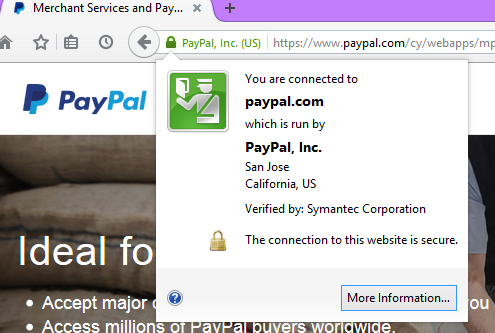 Merchant Services and Pay...
PayPal, Inc. (US)
https://www.paypal.com/cy/webapps/mp
PayPal
You are connected to
paypal.com
which is run by
PayPal, Inc.
San Jose
California, US
Verified by: Symantec Corporation
The connection to this website is secure.
More Information...
Ideal fo
Accept major
you
Access millions of PayPal buyers worldwide.